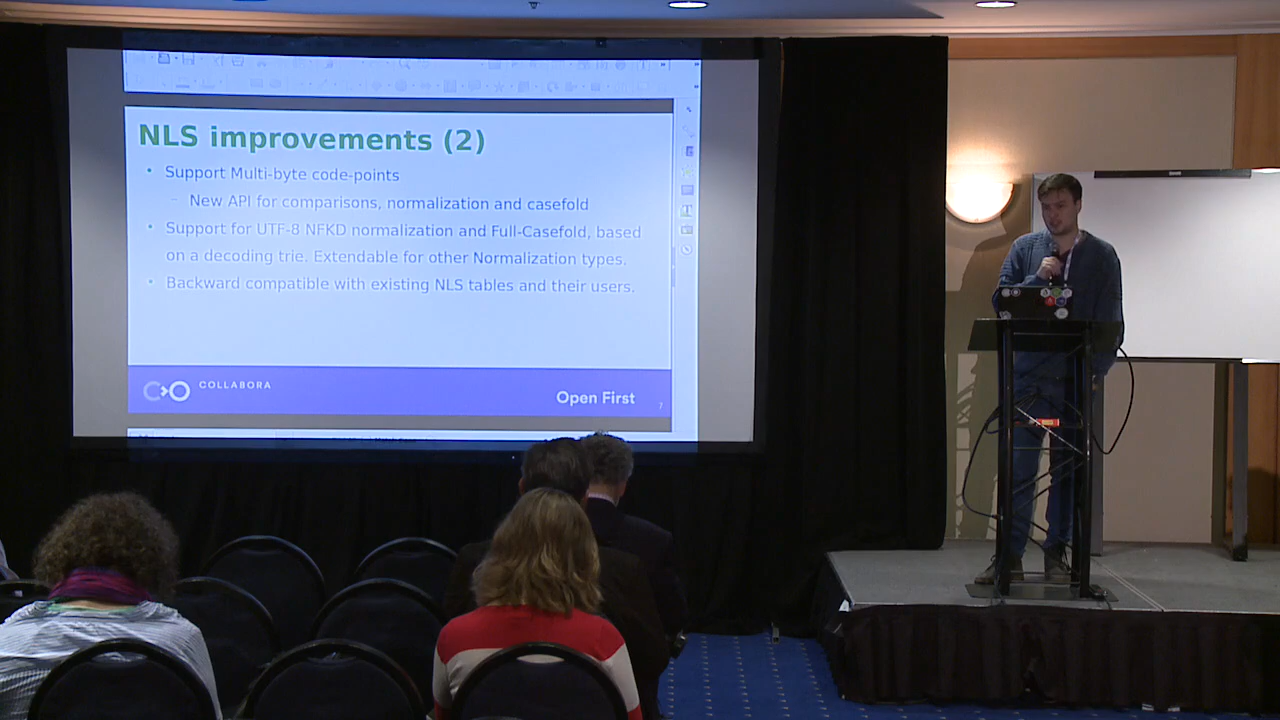 NLS improvements (2)
• Support Multi-byte code-points
– New API for comparisons, normalization and casefold
• Support for UTF-8 NFKD normalization and Full-Casefold, based
on a decoding trie. Extendable for other Normalization types.
• Backward compatible with existing NLS tables and their users.
COLLABORA
Open First
7